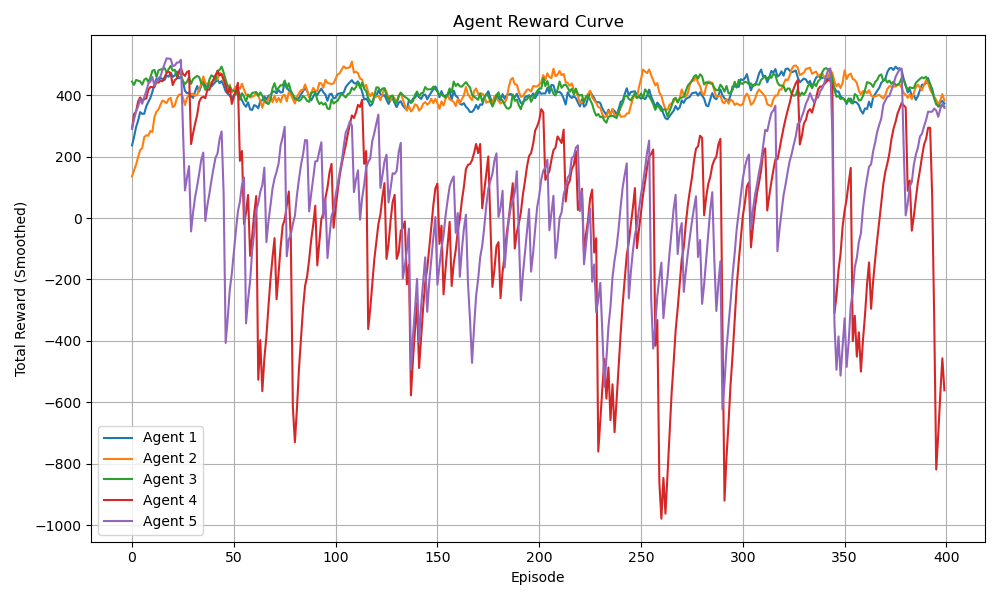 Agent Reward Curve
Total Reward (Smoothed)
400
200
0
−200
−400
−600
−800
−1000
Agent 1
Agent 2
Agent 3
Agent 4
Agent 5
0 50 100 150 200 250 300 350 400
Episode